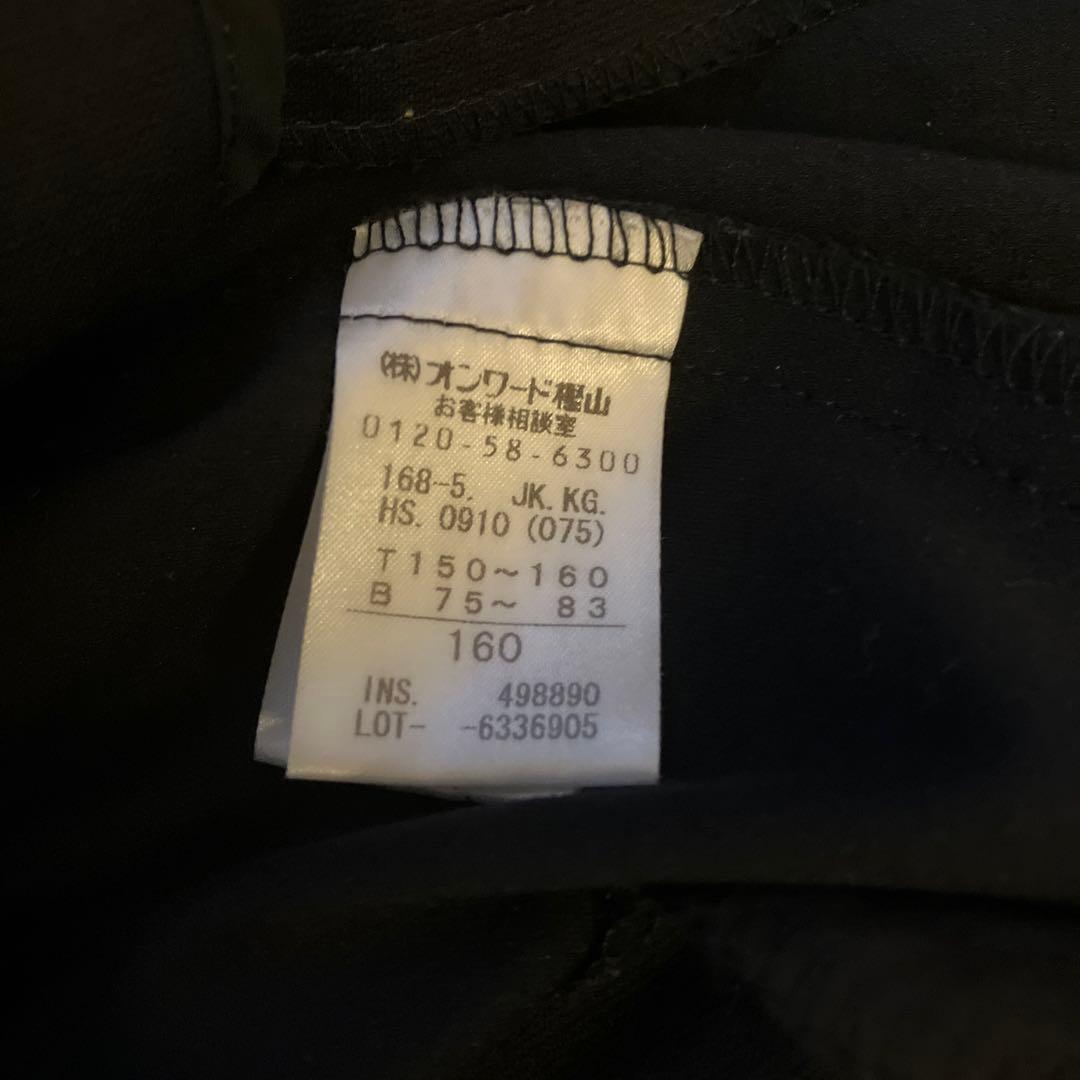 (株)オンワード樫山
お客様相談室
0120-58-6300
168-5. JK.KG.
HS. 0910 (075)
T 150～160
B 75～ 83
160
INS. 498890
LOT- -6336905